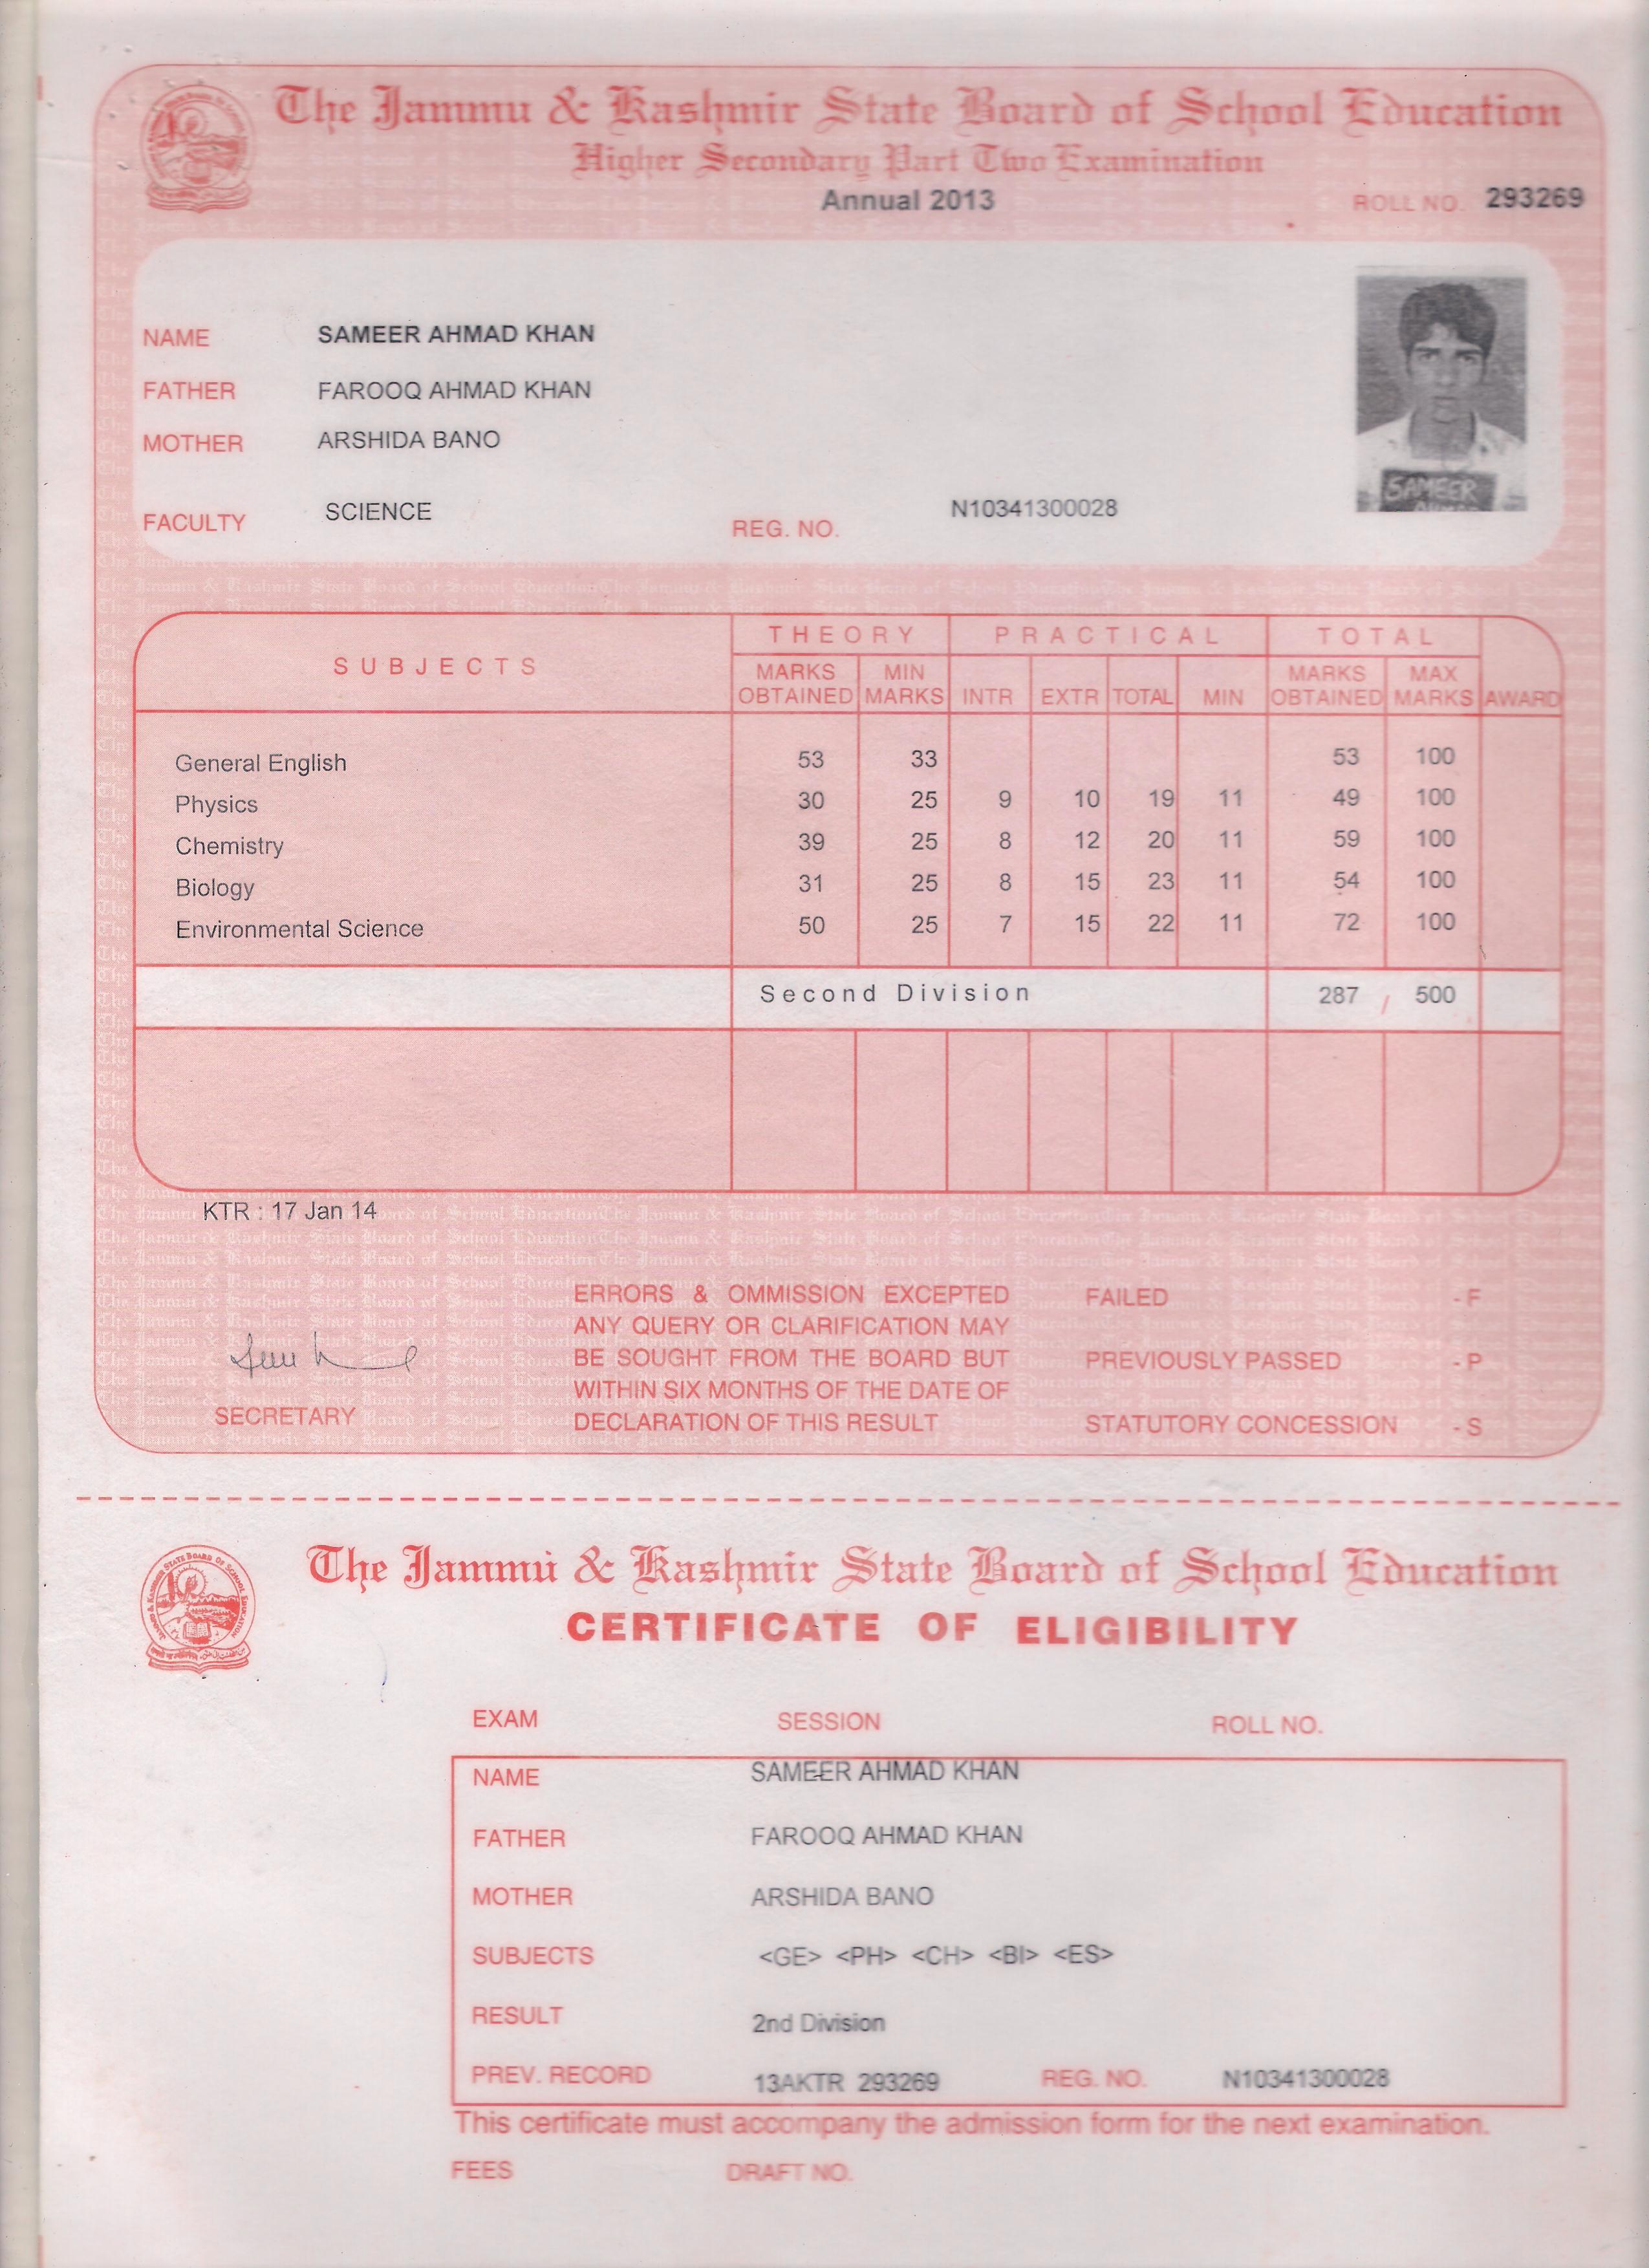 The Jammu & Kashmir State Board of School Education
Higher Secondary Part Two Examination
Annual 2013
ROLL NO. 293269
NAME SAMEER AHMAD KHAN
FATHER FAROOQ AHMAD KHAN
MOTHER ARSHIDA BANO
FACULTY SCIENCE REG. NO. N10341300028
SAMEER
SUBJECTS THEORY PRACTICAL TOTAL
MARKS OBTAINED MIN MARKS INTR EXTR TOTAL MIN MARKS OBTAINED MAX MARKS AWARD
General English 53 33 53 100
Physics 30 25 9 10 19 11 49 100
Chemistry 39 25 8 12 20 11 59 100
Biology 31 25 8 15 23 11 54 100
Environmental Science 50 25 7 15 22 11 72 100
Second Division 287 / 500
KTR : 17 Jan 14
ERRORS & OMMISSION EXCEPTED FAILED - F
ANY QUERY OR CLARIFICATION MAY
BE SOUGHT FROM THE BOARD BUT PREVIOUSLY PASSED - P
WITHIN SIX MONTHS OF THE DATE OF
SECRETARY DECLARATION OF THIS RESULT STATUTORY CONCESSION - S
The Jammu & Kashmir State Board of School Education
CERTIFICATE OF ELIGIBILITY
EXAM SESSION ROLL NO.
NAME SAMEER AHMAD KHAN
FATHER FAROOQ AHMAD KHAN
MOTHER ARSHIDA BANO
SUBJECTS <GE> <PH> <CH> <BI> <ES>
RESULT 2nd Division
PREV. RECORD 13AKTR 293269 REG. NO. N10341300028
This certificate must accompany the admission form for the next examination.
FEES DRAFT NO.